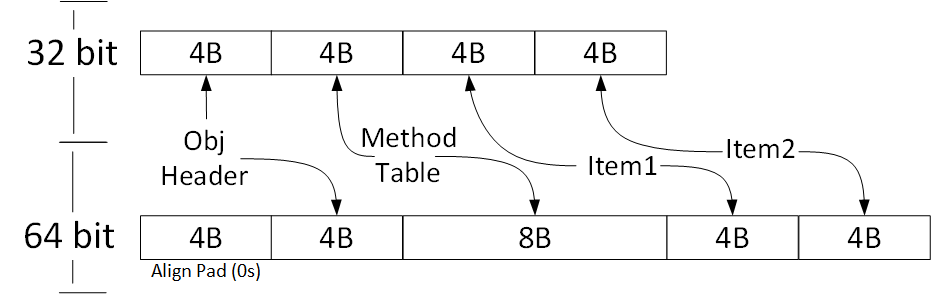 32 bit
4B
4B
4B
4B
Obj
Header
Method
Table
Item1
Item2
64 bit
4B
4B
8B
4B
4B
Align Pad (0s)